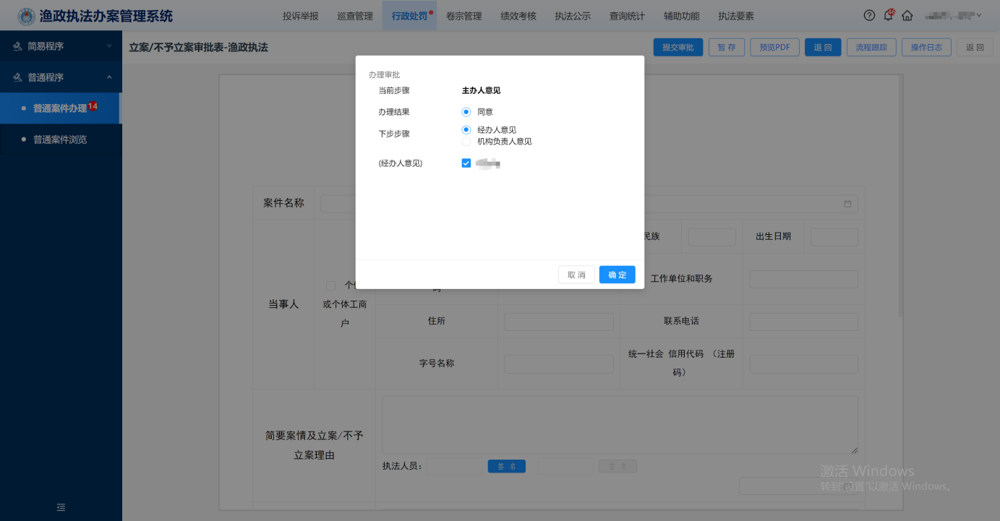 渔政执法办案管理系统
投诉举报 巡查管理 行政处罚 卷宗管理 绩效考核 执法公示 查询统计 辅助功能 执法要素
46
简易程序
普通程序
普通案件办理 14
普通案件浏览
立案/不予立案审批表-渔政执法
提交审批 暂 存 预览PDF 退 回 流程跟踪 操作日志 返 回
办理审批
当前步骤 主办人意见
办理结果 同意
下步步骤 经办人意见
机构负责人意见
(经办人意见)
取 消 确 定
案件名称
民族 出生日期
当事人
或个体工商
户
工作单位和职务
住所 联系电话
字号名称 统一社会 信用代码 （注册
码）
简要案情及立案/不予
立案理由
执法人员： 签 名 签 名
激活 Windows
转到"设置"以激活 Windows。